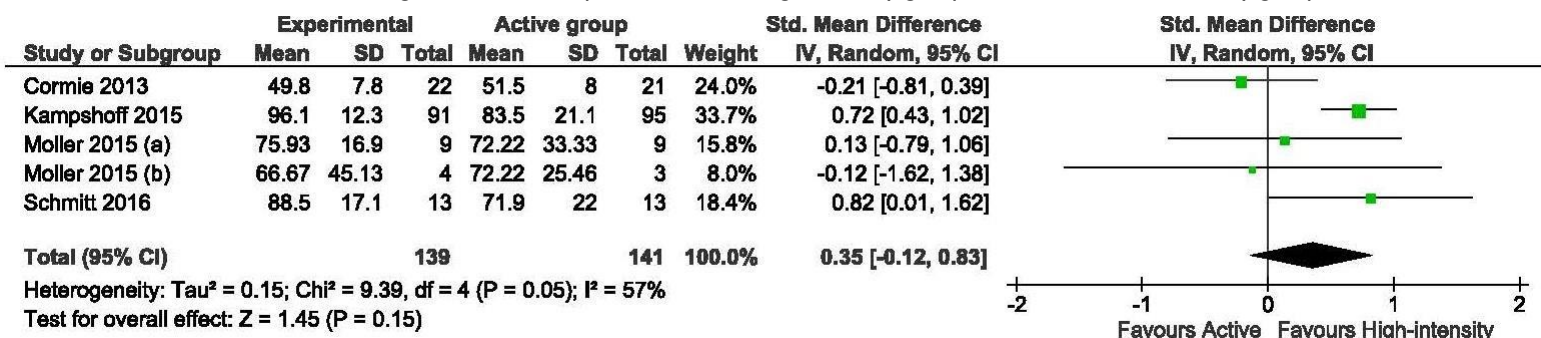 Experimental Active group Std. Mean Difference Std. Mean Difference
Study or Subgroup Mean SD Total Mean SD Total Weight IV, Random, 95% CI IV, Random, 95% CI
Cormie 2013 49.8 7.8 22 51.5 8 21 24.0% -0.21 [-0.81, 0.39]
Kampshoff 2015 96.1 12.3 91 83.5 21.1 95 33.7% 0.72 [0.43, 1.02]
Moller 2015 (a) 75.93 16.9 9 72.22 33.33 9 15.8% 0.13 [-0.79, 1.06]
Moller 2015 (b) 66.67 45.13 4 72.22 25.46 3 8.0% -0.12 [-1.62, 1.38]
Schmitt 2016 88.5 17.1 13 71.9 22 13 18.4% 0.82 [0.01, 1.62]
Total (95% CI) 139 141 100.0% 0.35 [-0.12, 0.83]
Heterogeneity: Tau² = 0.15; Chi² = 9.39, df = 4 (P = 0.05); I² = 57%
Test for overall effect: Z = 1.45 (P = 0.15)
-2 -1 0 1 2
Favours Active Favours High-intensity